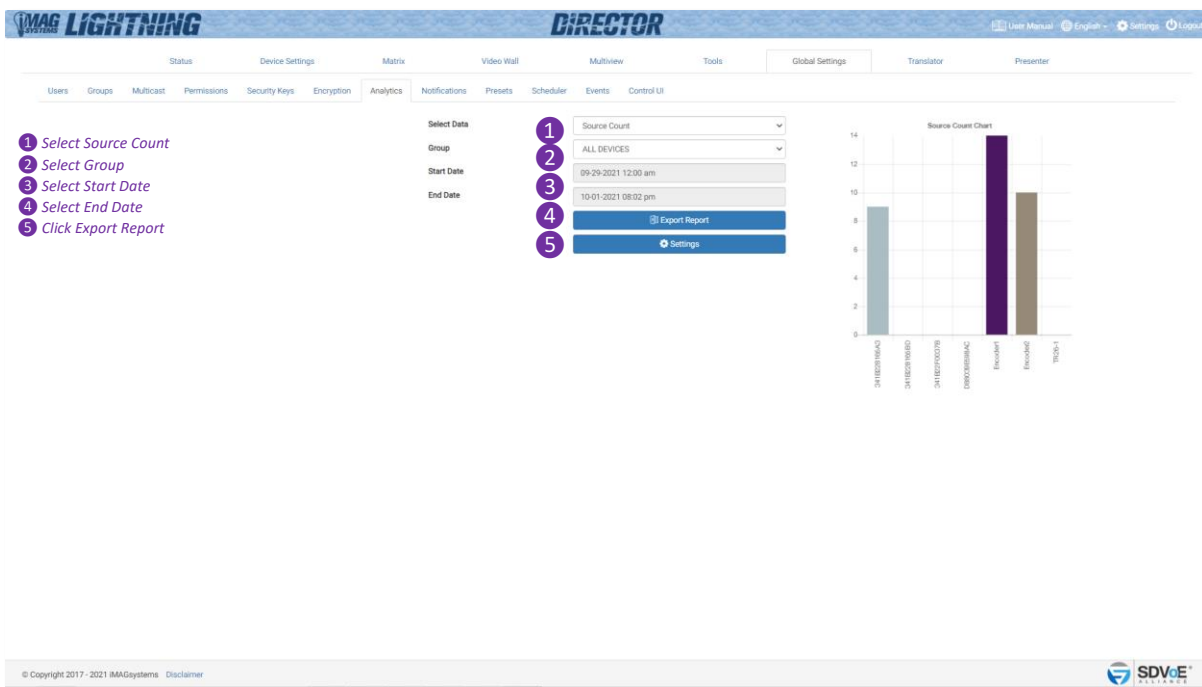 iMAG SYSTEMS LIGHTNING
DiRECTOR
User Manual English Settings Logout
Status Device Settings Matrix Video Wall Multiview Tools Global Settings Translator Presenter
Users Groups Multicast Permissions Security Keys Encryption Analytics Notifications Presets Scheduler Events Control UI
1 Select Source Count
2 Select Group
3 Select Start Date
4 Select End Date
5 Click Export Report
Select Data 1 Source Count
Group 2 ALL DEVICES
Start Date 3 09-29-2021 12:00 am
End Date 4 10-01-2021 08:02 pm
Export Report
5 Settings
Source Count Chart
14
12
10
8
6
4
2
0
Encoder1
Encoder2
TR26-1
© Copyright 2017 - 2021 iMAGsystems Disclaimer
SDVoE
ALLIANCE